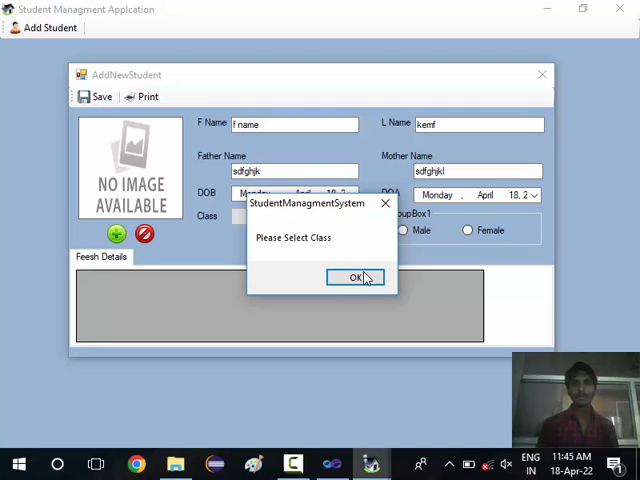 Student Managment Applcation
Add Student
AddNewStudent
Save
Print
F Name
f name
L Name
kemf
NO IMAGE
AVAILABLE
Father Name
sdfghjk
Mother Name
sdfghjkl
DOB
DOA
Monday , April 18, 2
Class
Male
Female
StudentManagmentSystem
Please Select Class
OK
Feesh Details
ENG
IN
11:45 AM
18-Apr-22
1